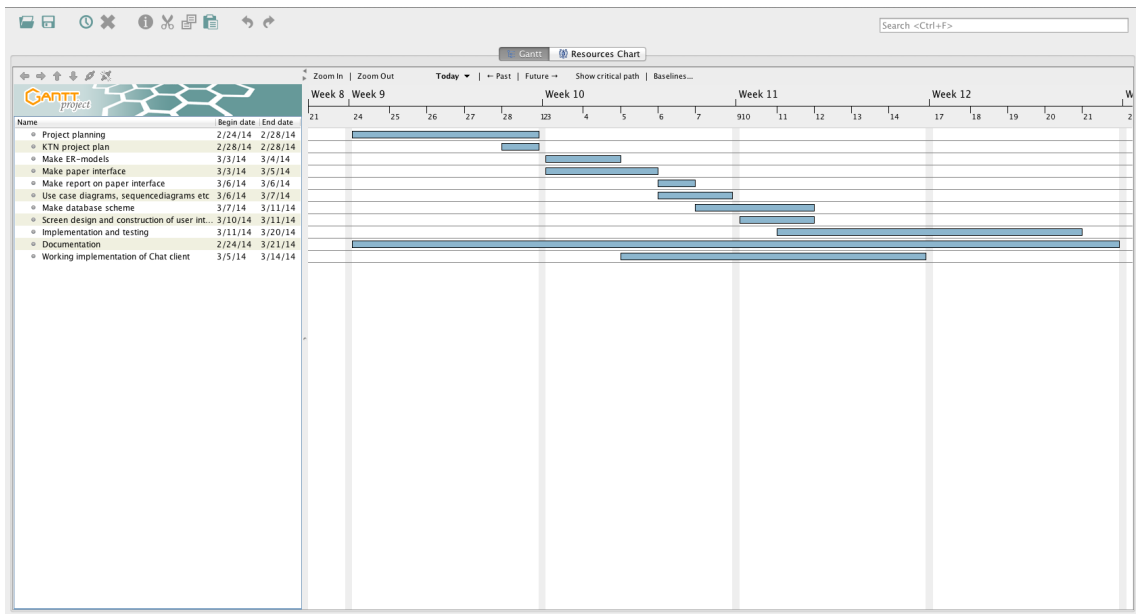 Search <Ctrl+F>
Gantt Resources Chart
Zoom In | Zoom Out Today | ←Past | Future→ Show critical path | Baselines...
GANTT project
Week 8 Week 9 Week 10 Week 11 Week 12 W
21 24 25 26 27 28 123 4 5 6 7 910 11 12 13 14 17 18 19 20 21 2
Name Begin date End date
Project planning 2/24/14 2/28/14
KTN project plan 2/28/14 2/28/14
Make ER-models 3/3/14 3/4/14
Make paper interface 3/3/14 3/5/14
Make report on paper interface 3/6/14 3/6/14
Use case diagrams, sequencediagrams etc 3/6/14 3/7/14
Make database scheme 3/7/14 3/11/14
Screen design and construction of user int... 3/10/14 3/11/14
Implementation and testing 3/11/14 3/20/14
Documentation 2/24/14 3/21/14
Working implementation of Chat client 3/5/14 3/14/14